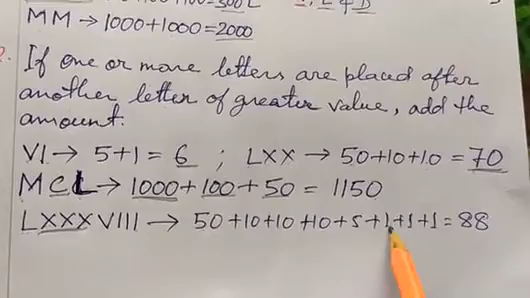 MM → 1000+1000=2000
2.
If one or more letters are placed after
another letter of greater value, add the
amount.
VI → 5+1=6 ; LXX → 50+10+10=70
MCL → 1000+100+50=1150
LXXXVIII → 50+10+10+10+5+1+1+1=88